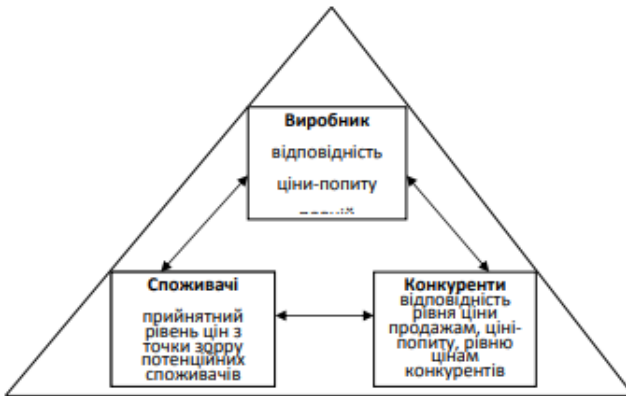 Виробник
відповідність
ціни-попиту
Споживачі
прийнятний
рівень цін з
точки зорру
потенційних
споживачів
Конкуренти
відповідність
рівня ціни
продажам, ціні-
попиту, рівню
цінам
конкурентів